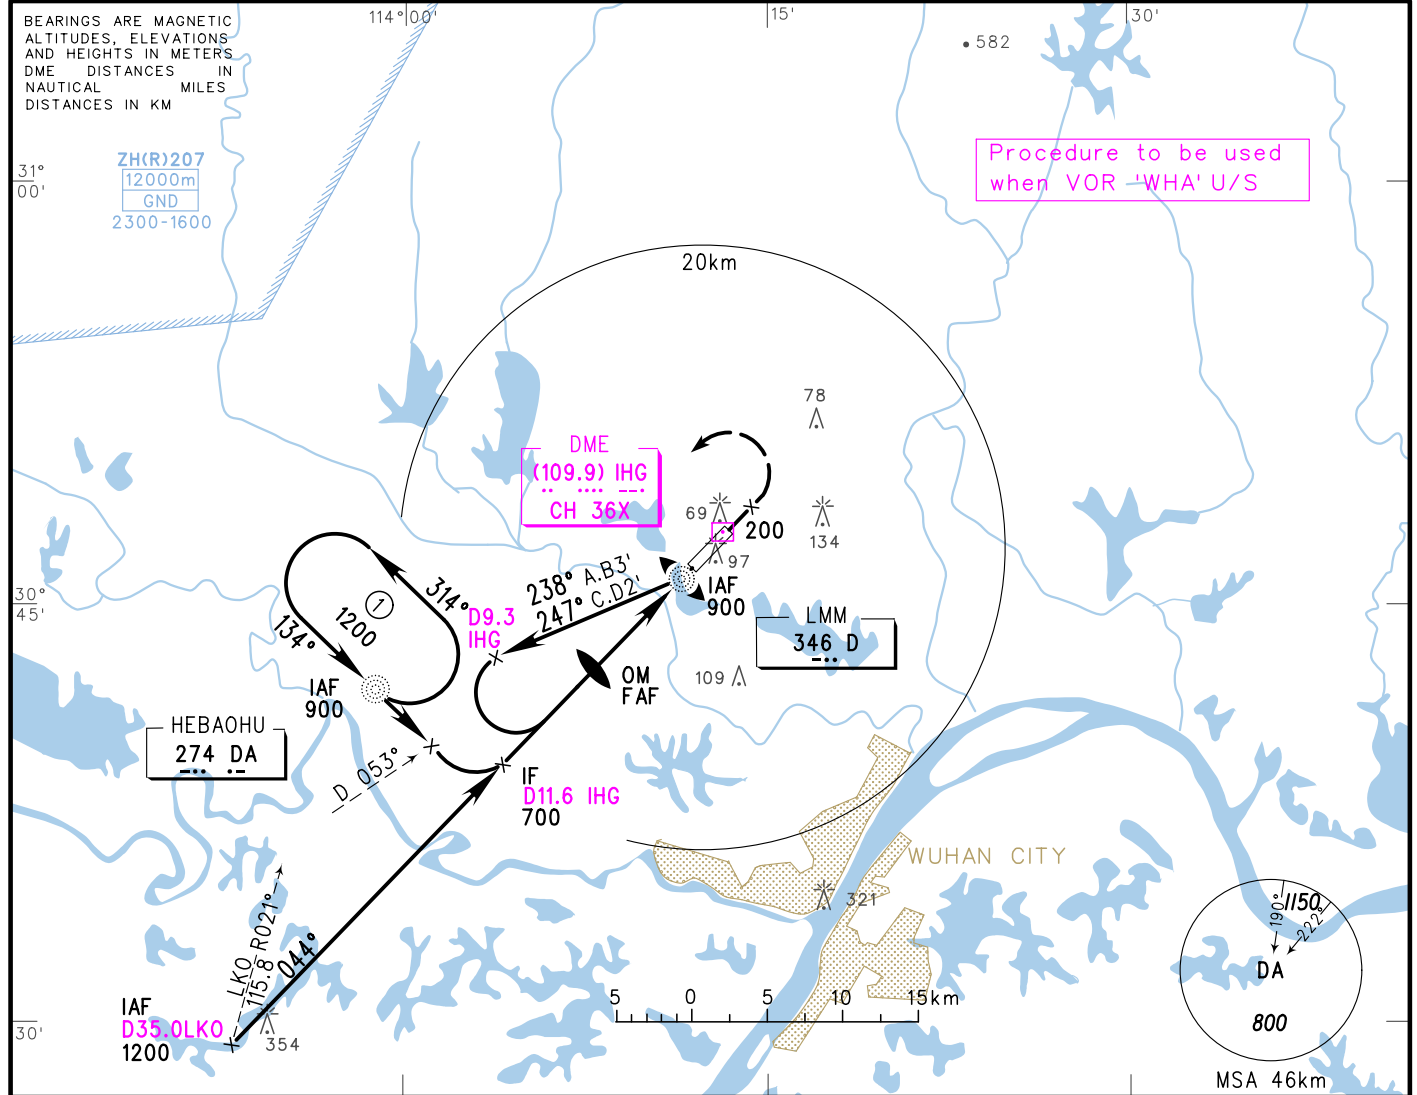 BEARINGS ARE MAGNETIC
ALTITUDES, ELEVATIONS
AND HEIGHTS IN METERS
DME DISTANCES IN
NAUTICAL MILES
DISTANCES IN KM
114°00'
15'
30'
582
ZH(R)207
12000m
GND
2300-1600
31°
00'
Procedure to be used
when VOR 'WHA' U/S
20km
78
DME
(109.9) IHG
.. .... --.
CH 36X
69
200
134
97
30°
45'
238° A.B3'
247° C.D2'
IAF
900
LMM
346 D
-..
314°
1
1200
134°
D9.3
IHG
OM
FAF
109
IAF
900
HEBAOHU
274 DA
-.. .-
D 053°
IF
D11.6 IHG
700
WUHAN CITY
321
LKO R021°
115.8
044°
IAF
D35.0LKO
1200
354
30'
5 0 5 10 15km
1150
190°
222°
DA
800
MSA 46km